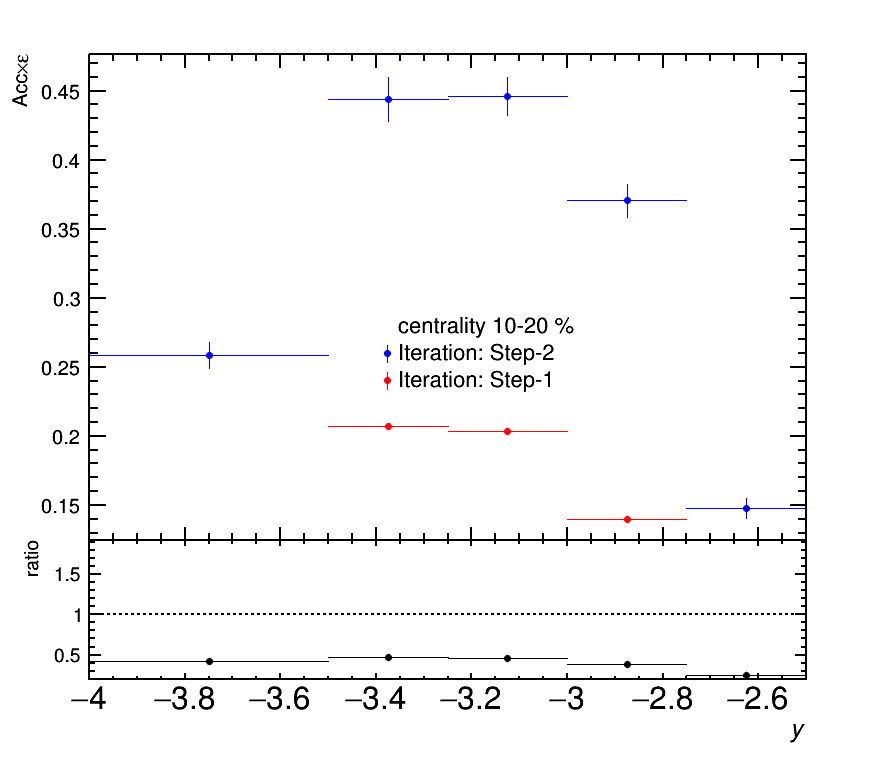 Acc×ε
0.45
0.4
0.35
0.3
0.25
0.2
0.15
centrality 10-20 %
Iteration: Step-2
Iteration: Step-1
ratio
1.5
1
0.5
−4 −3.8 −3.6 −3.4 −3.2 −3 −2.8 −2.6
y